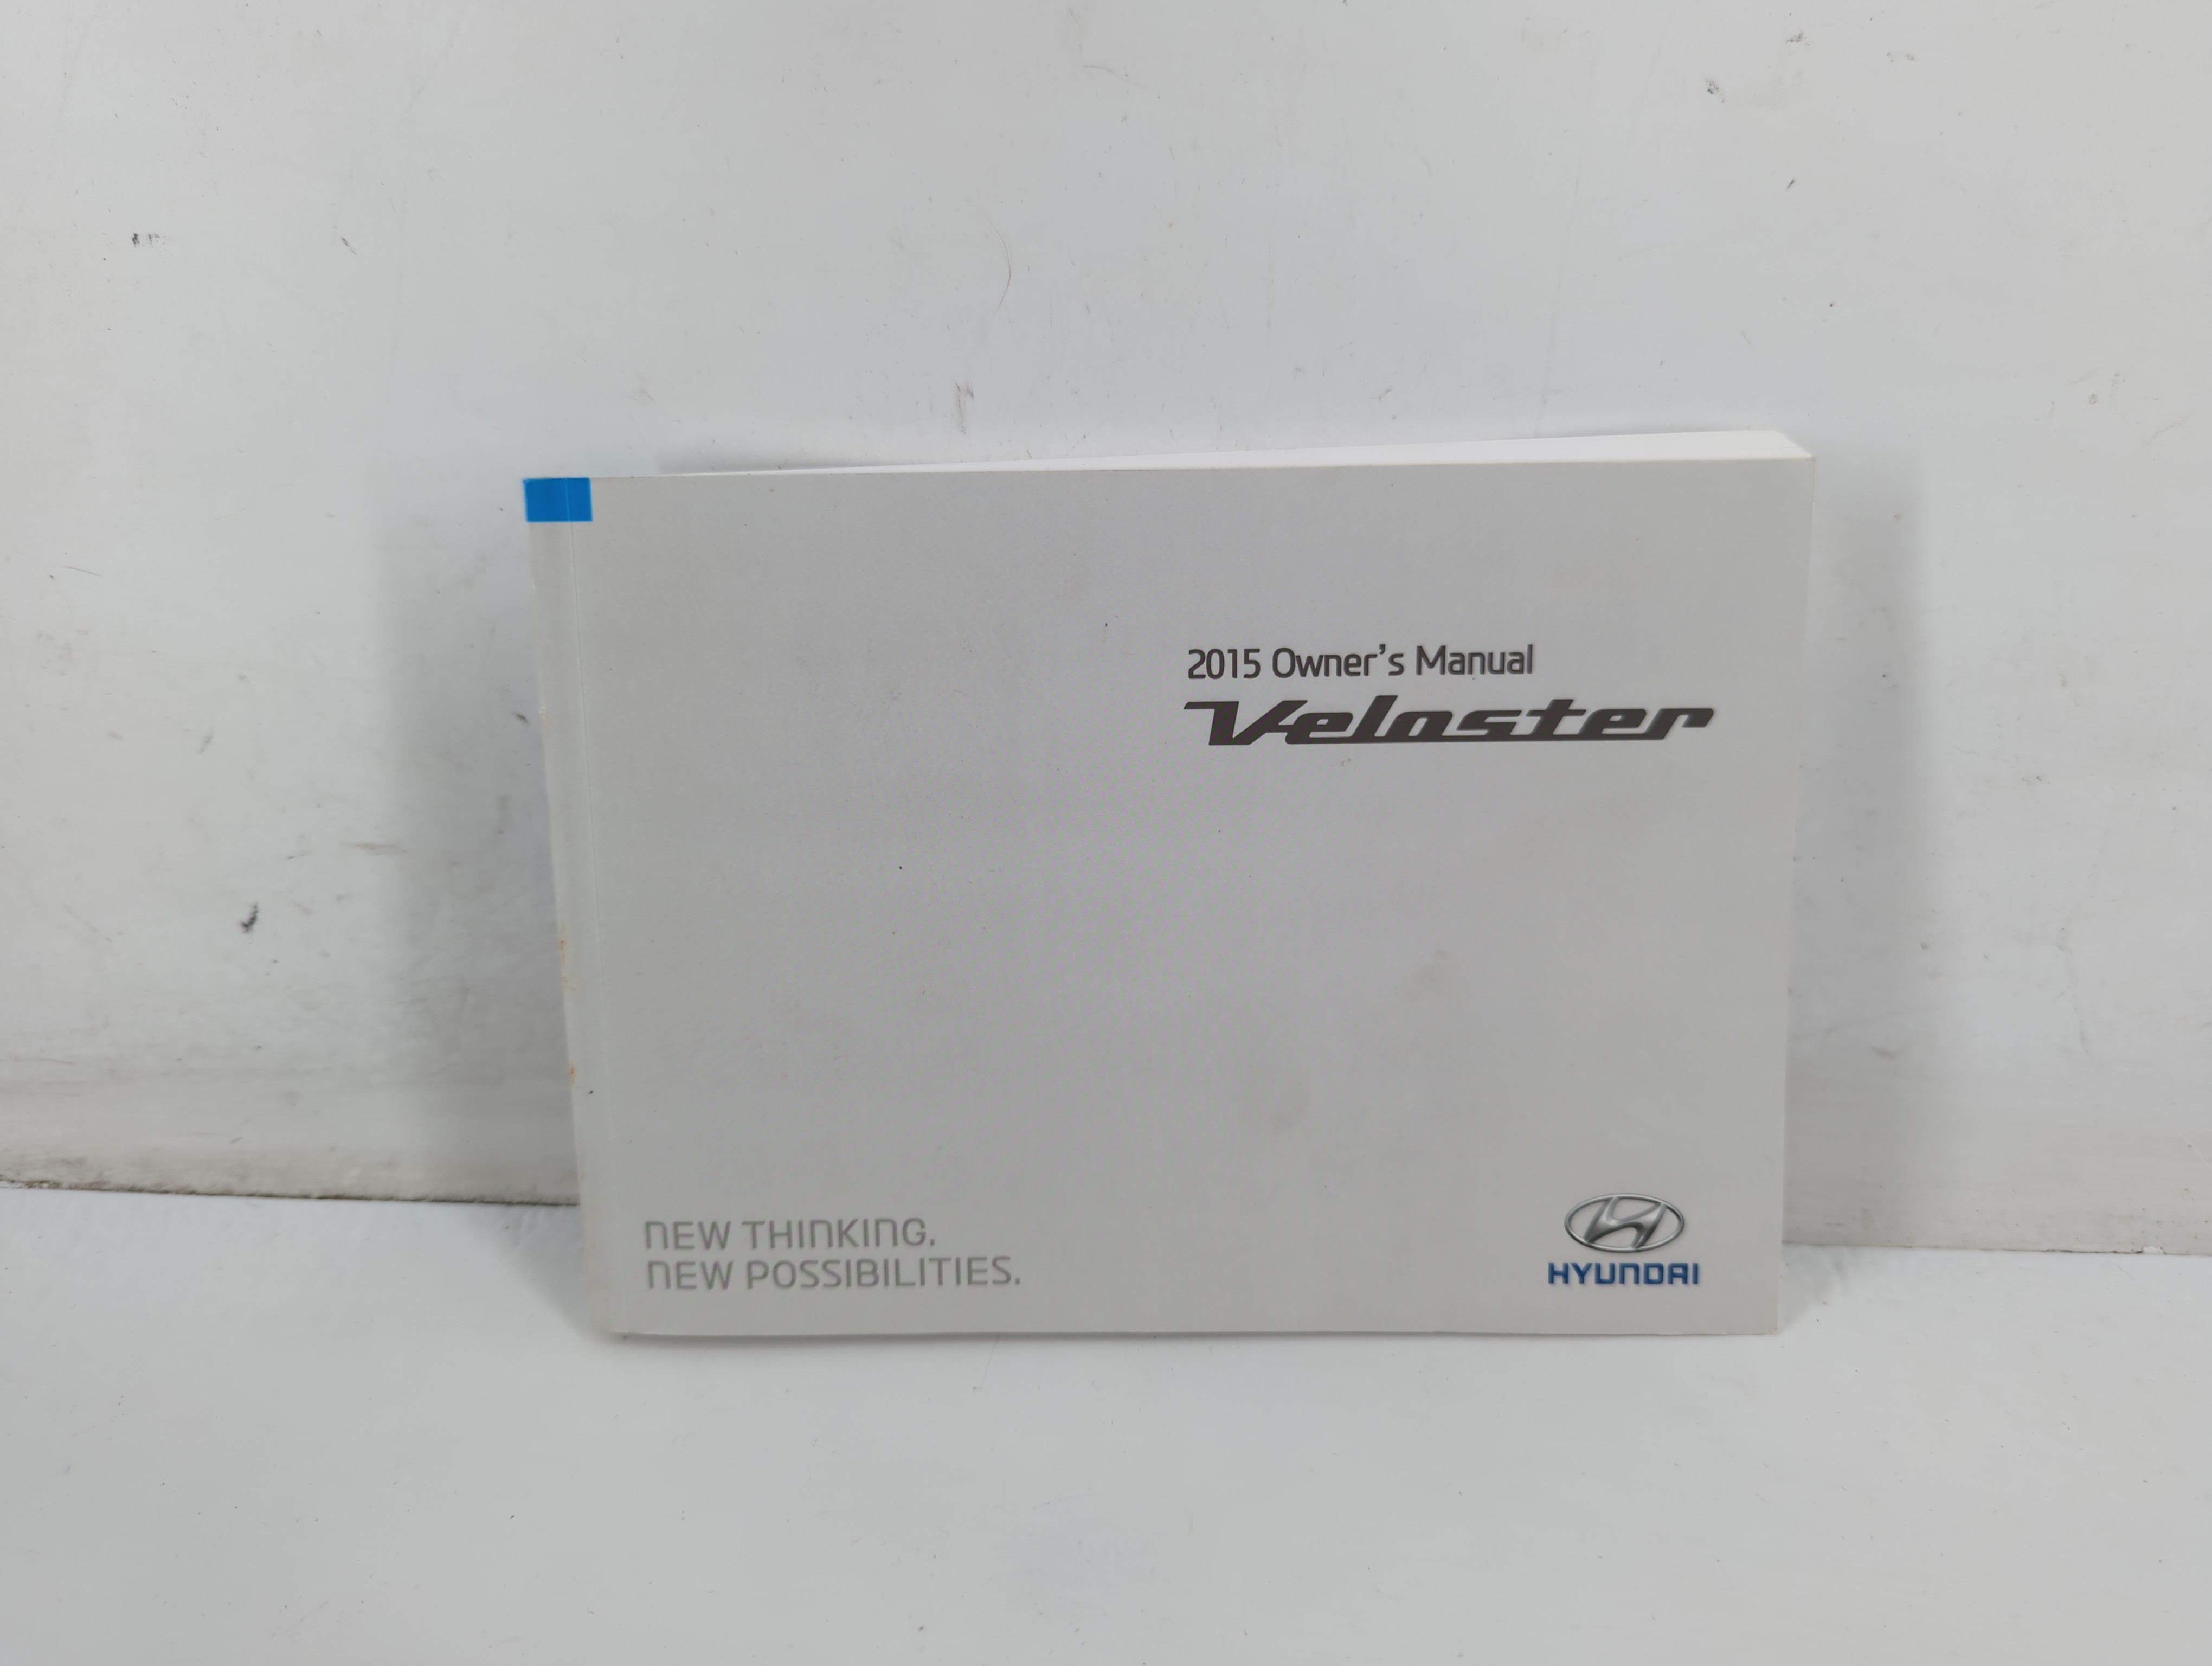 2015 Owner's Manual
Veloster
NEW THINKING.
NEW POSSIBILITIES.
HYUNDAI